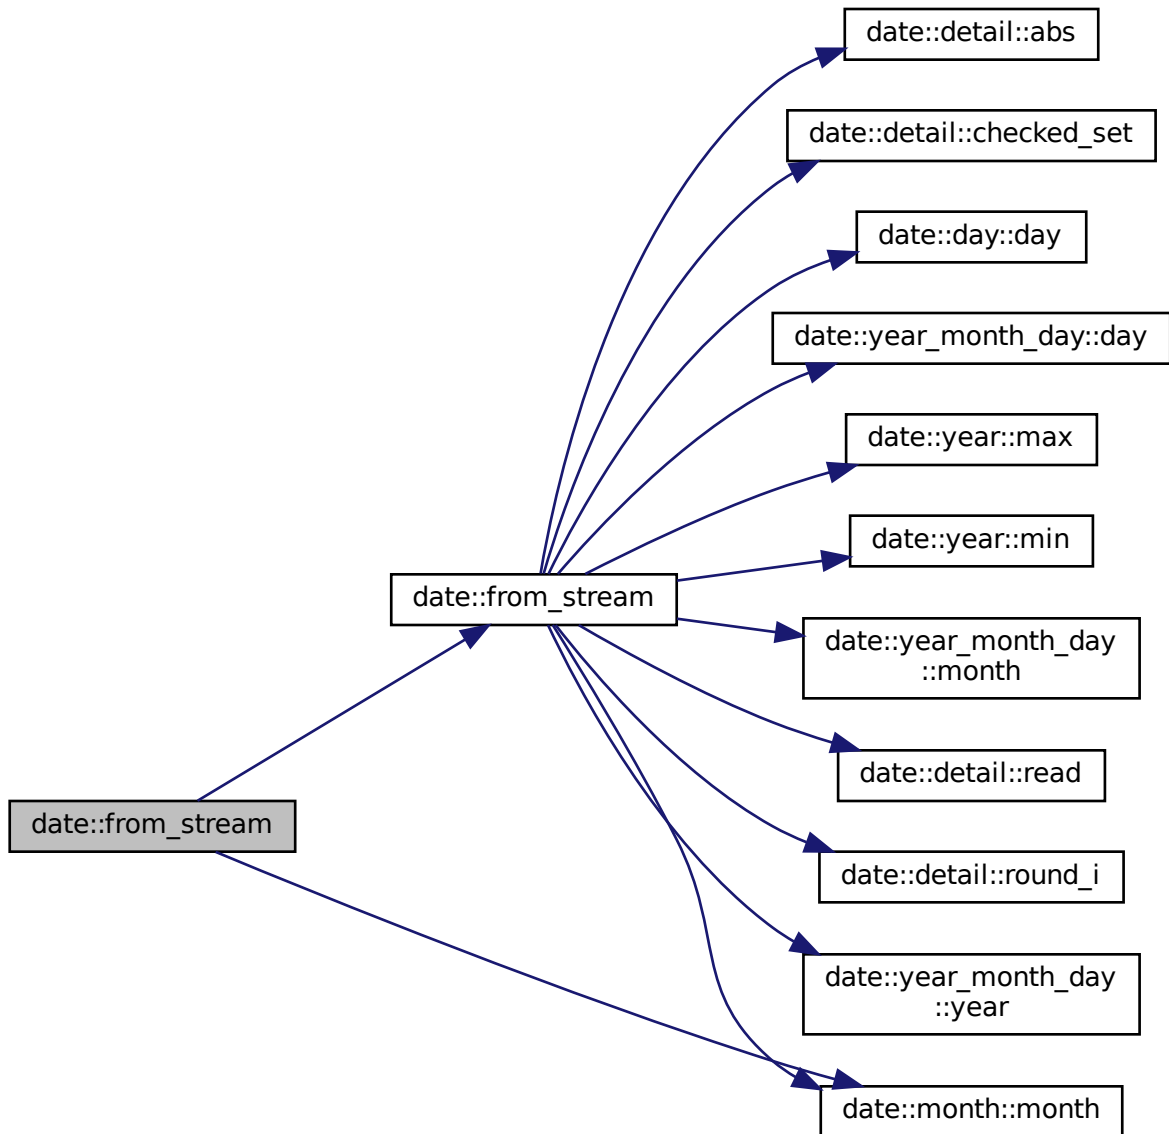 date::detail::abs
date::detail::checked_set
date::day::day
date::year_month_day::day
date::year::max
date::year::min
date::from_stream
date::year_month_day
::month
date::detail::read
date::from_stream
date::detail::round_i
date::year_month_day
::year
date::month::month